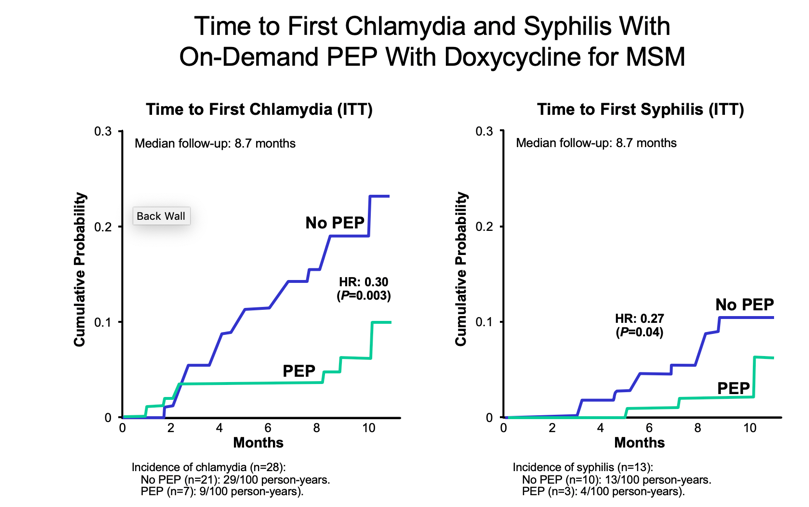 Time to First Chlamydia and Syphilis With
On-Demand PEP With Doxycycline for MSM
Time to First Chlamydia (ITT)
0.3
Median follow-up: 8.7 months
Cumulative Probability
Back Wall
0.2
No PEP
HR: 0.30
(P=0.003)
0.1
PEP
0
0 2 4 6 8 10
Months
Incidence of chlamydia (n=28):
No PEP (n=21): 29/100 person-years.
PEP (n=7): 9/100 person-years).
Time to First Syphilis (ITT)
0.3
Median follow-up: 8.7 months
Cumulative Probability
0.2
No PEP
HR: 0.27
(P=0.04)
0.1
PEP
0
0 2 4 6 8 10
Months
Incidence of syphilis (n=13):
No PEP (n=10): 13/100 person-years.
PEP (n=3): 4/100 person-years).